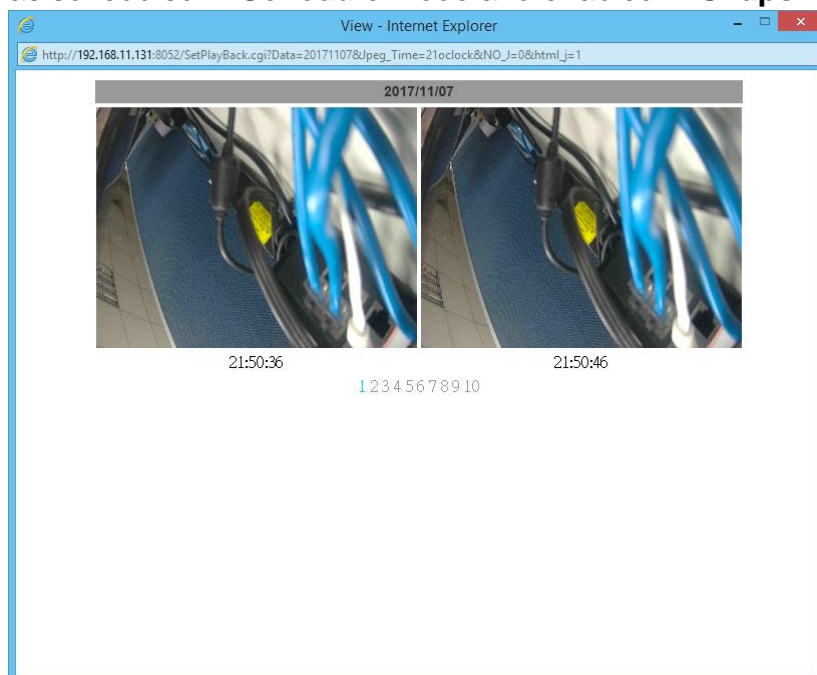 View - Internet Explorer
http://192.168.11.131:8052/SetPlayBack.cgi?Data=20171107&Jpeg_Time=21oclock&NO_J=0&html_j=1
2017/11/07
21:50:36 21:50:46
1 2 3 4 5 6 7 8 9 10